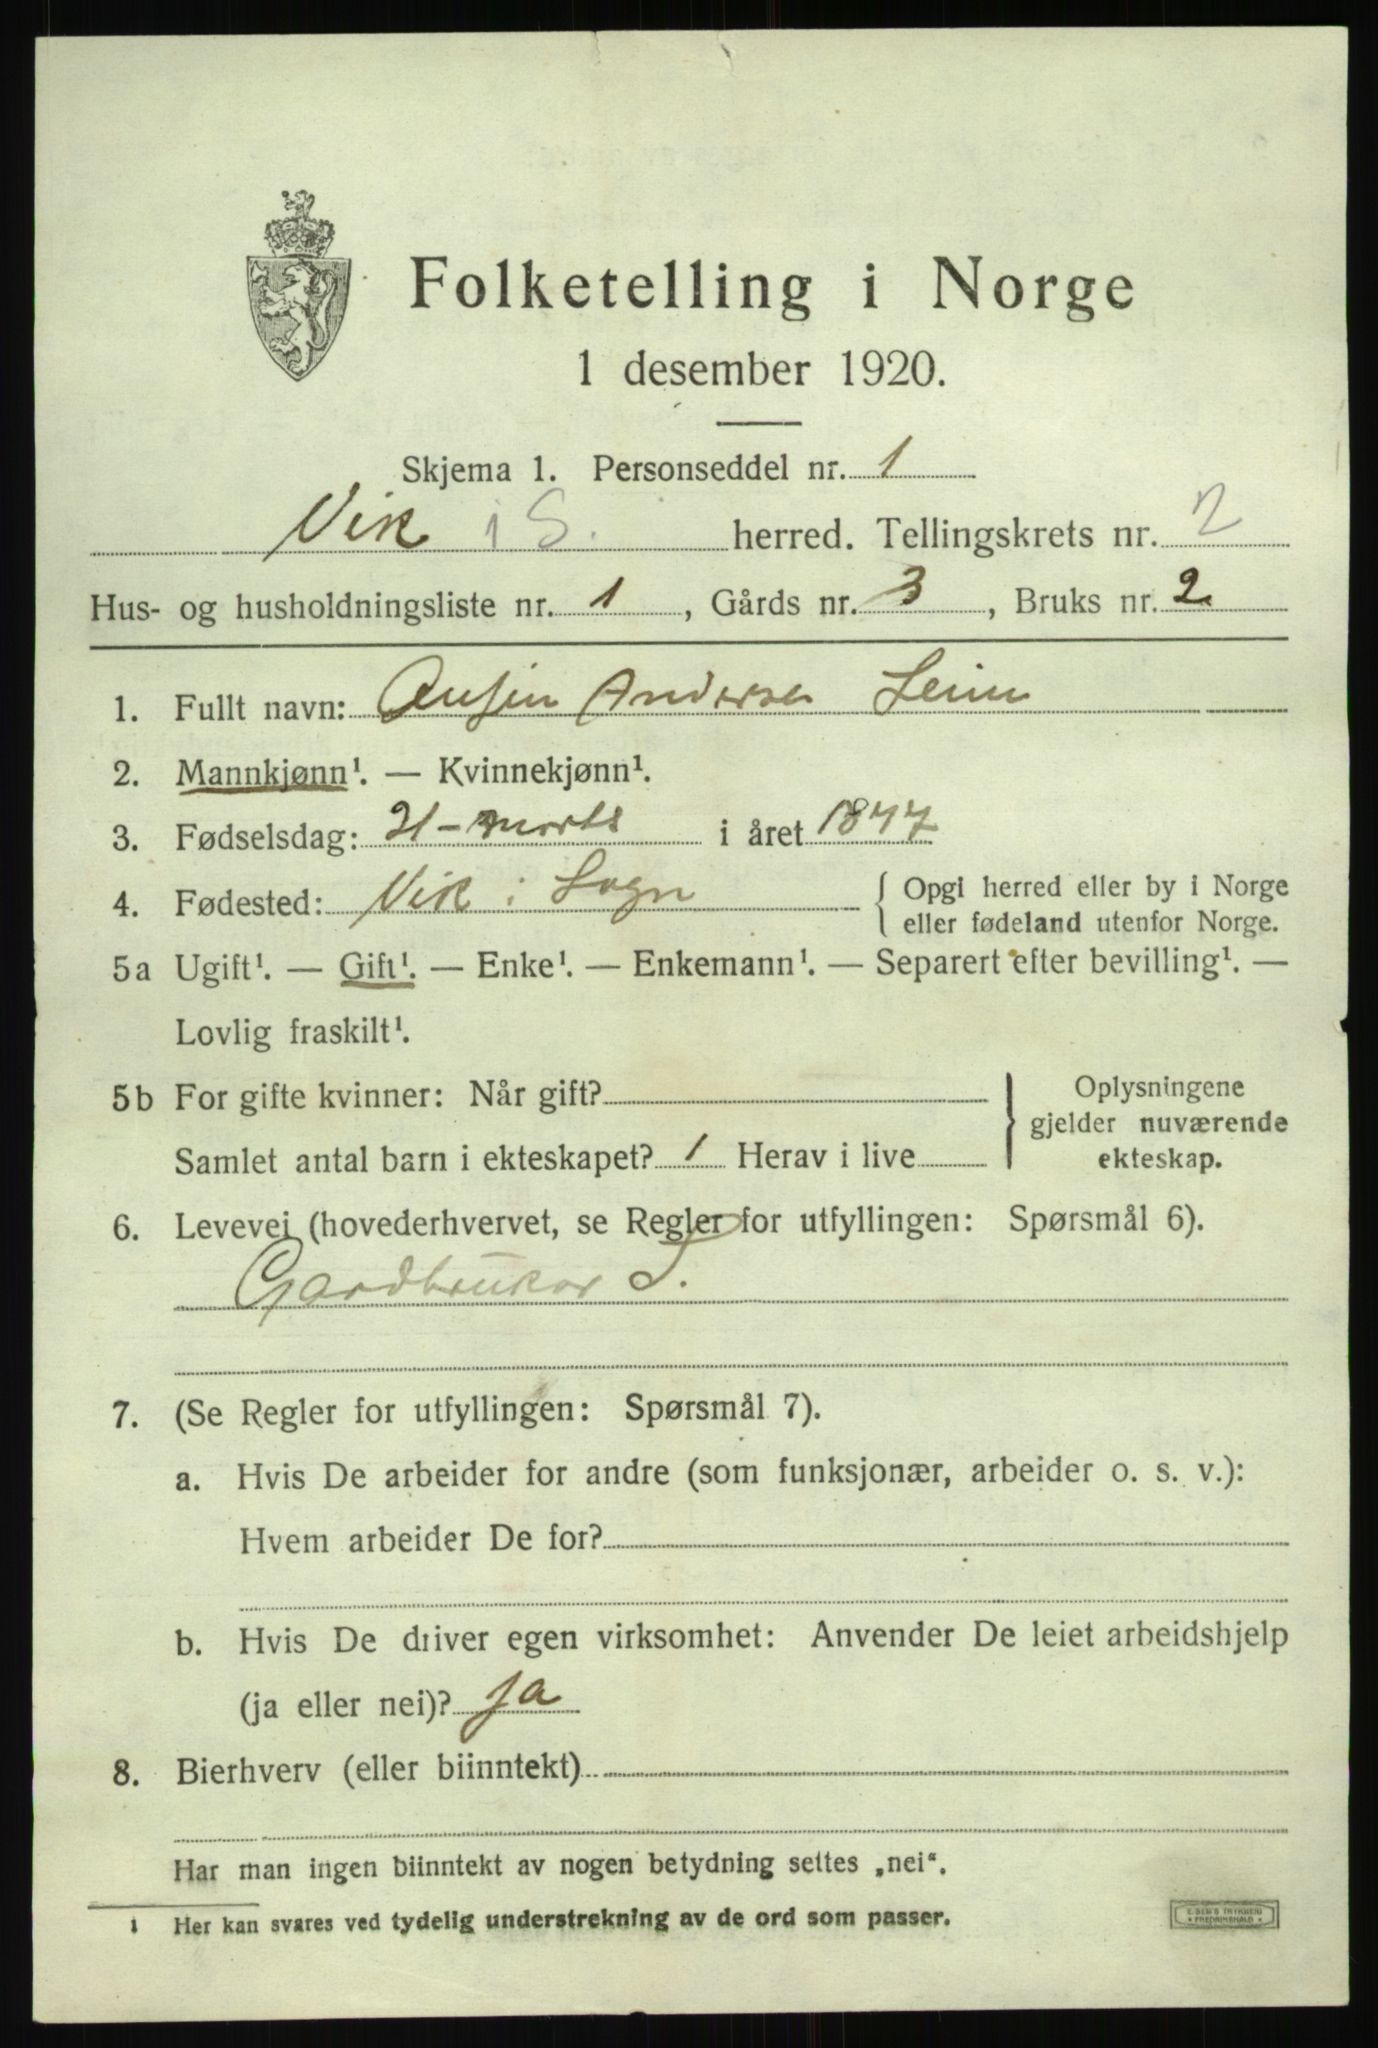 Folketelling i Norge
1 desember 1920.
Skjema 1. Personseddel nr. 1
Vik i S. herred. Tellingskrets nr. 2
Hus- og husholdningsliste nr. 1, Gårds nr. 3, Bruks nr. 2
1. Fullt navn: Andersen Leim
2. Mannkjønn¹. — Kvinnekjønn¹.
3. Fødselsdag: 21 - marts i året 1847
4. Fødested: Vik i Sogn { Opgi herred eller by i Norge
eller fødeland utenfor Norge.
5a Ugift¹. — Gift¹. — Enke¹. — Enkemann¹. — Separert efter bevilling¹. —
Lovlig fraskilt¹.
5b For gifte kvinner: Når gift? } Oplysningene
gjelder nuværende
Samlet antal barn i ekteskapet? 1 Herav i live ekteskap.
6. Levevei (hovederhvervet, se Regler for utfyllingen: Spørsmål 6).
Gardbrukar S.
7. (Se Regler for utfyllingen: Spørsmål 7).
a. Hvis De arbeider for andre (som funksjonær, arbeider o. s. v.):
Hvem arbeider De for?
b. Hvis De driver egen virksomhet: Anvender De leiet arbeidshjelp
(ja eller nei)? ja
8. Bierhverv (eller biinntekt)
Har man ingen biinntekt av nogen betydning settes „nei“.
1 Her kan svares ved tydelig understrekning av de ord som passer.
E. SEM'S TRYKKERI
FREDRIKSHALD